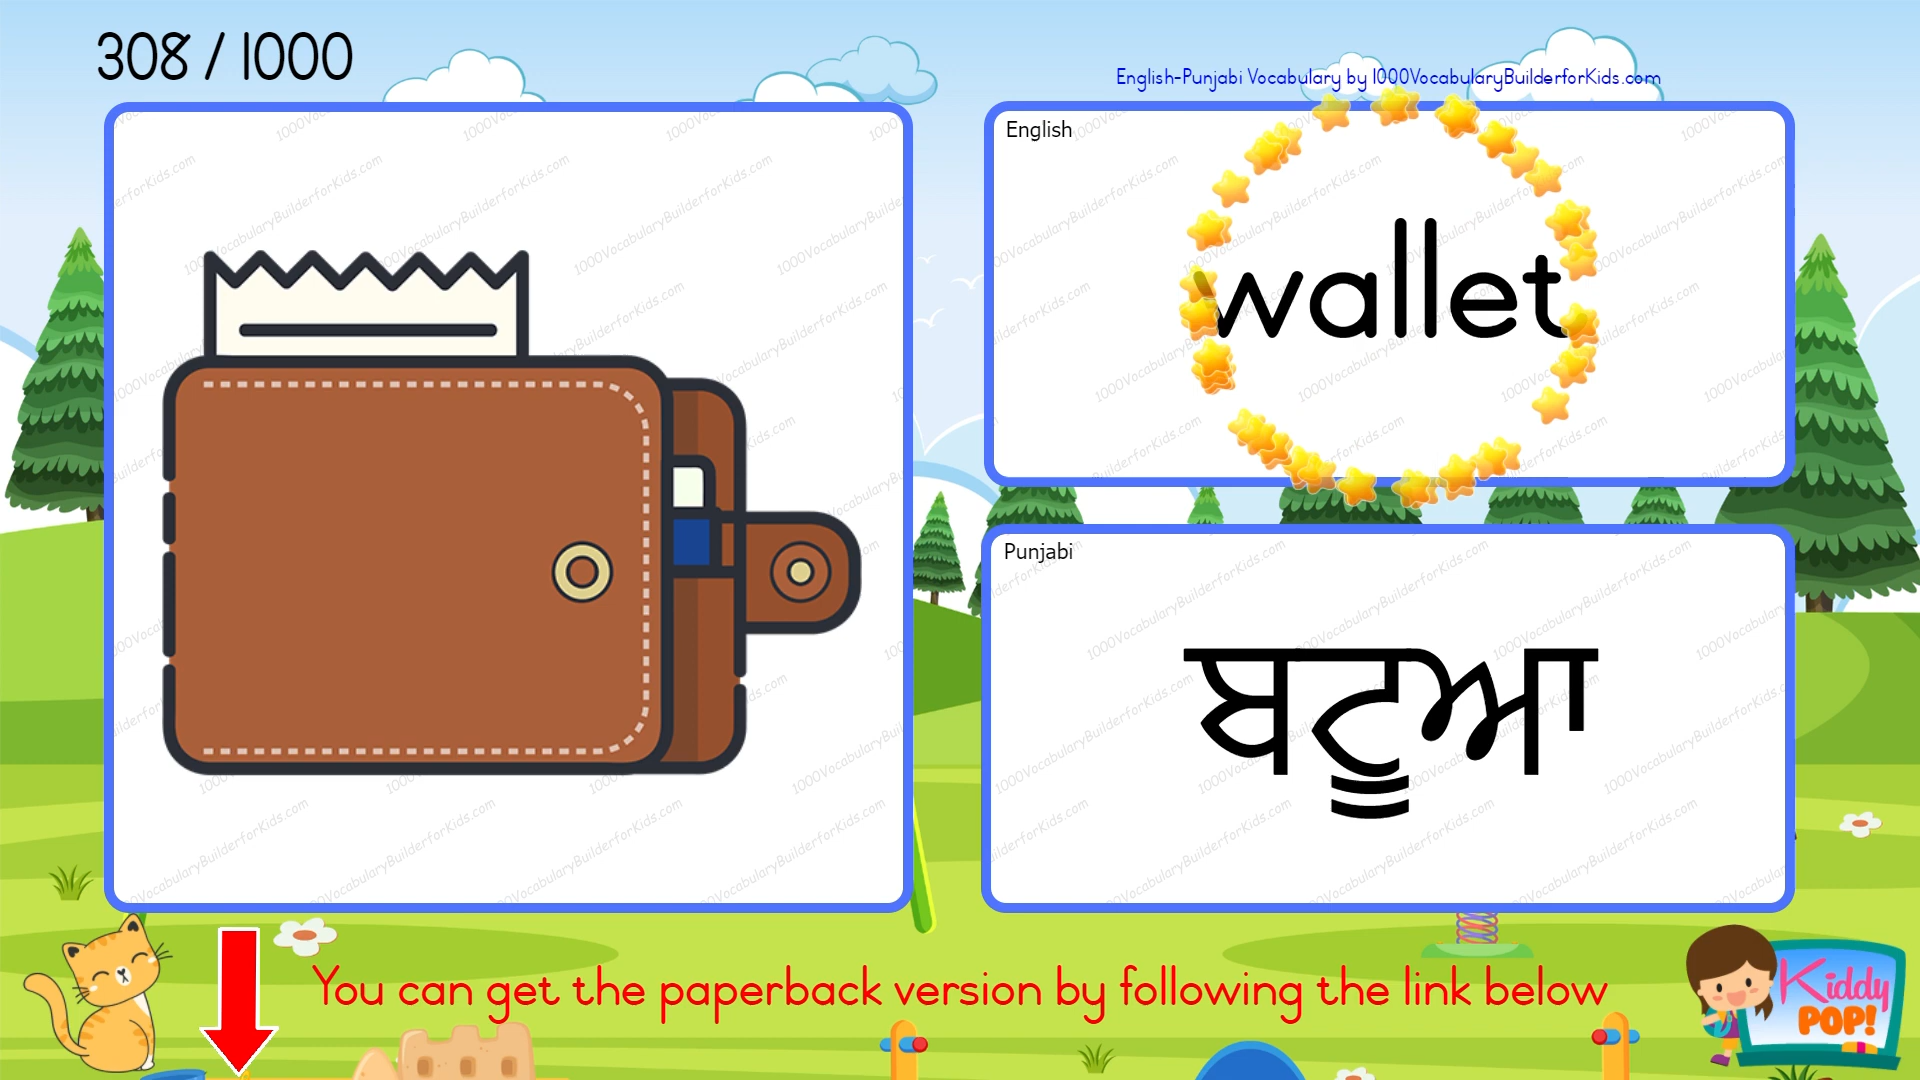 308 / 1000
English-Punjabi Vocabulary by 1000VocabularyBuilderforKids.com
English
wallet
Punjabi
ਬਟੂਆ
You can get the paperback version by following the link below
Kiddy
POP!